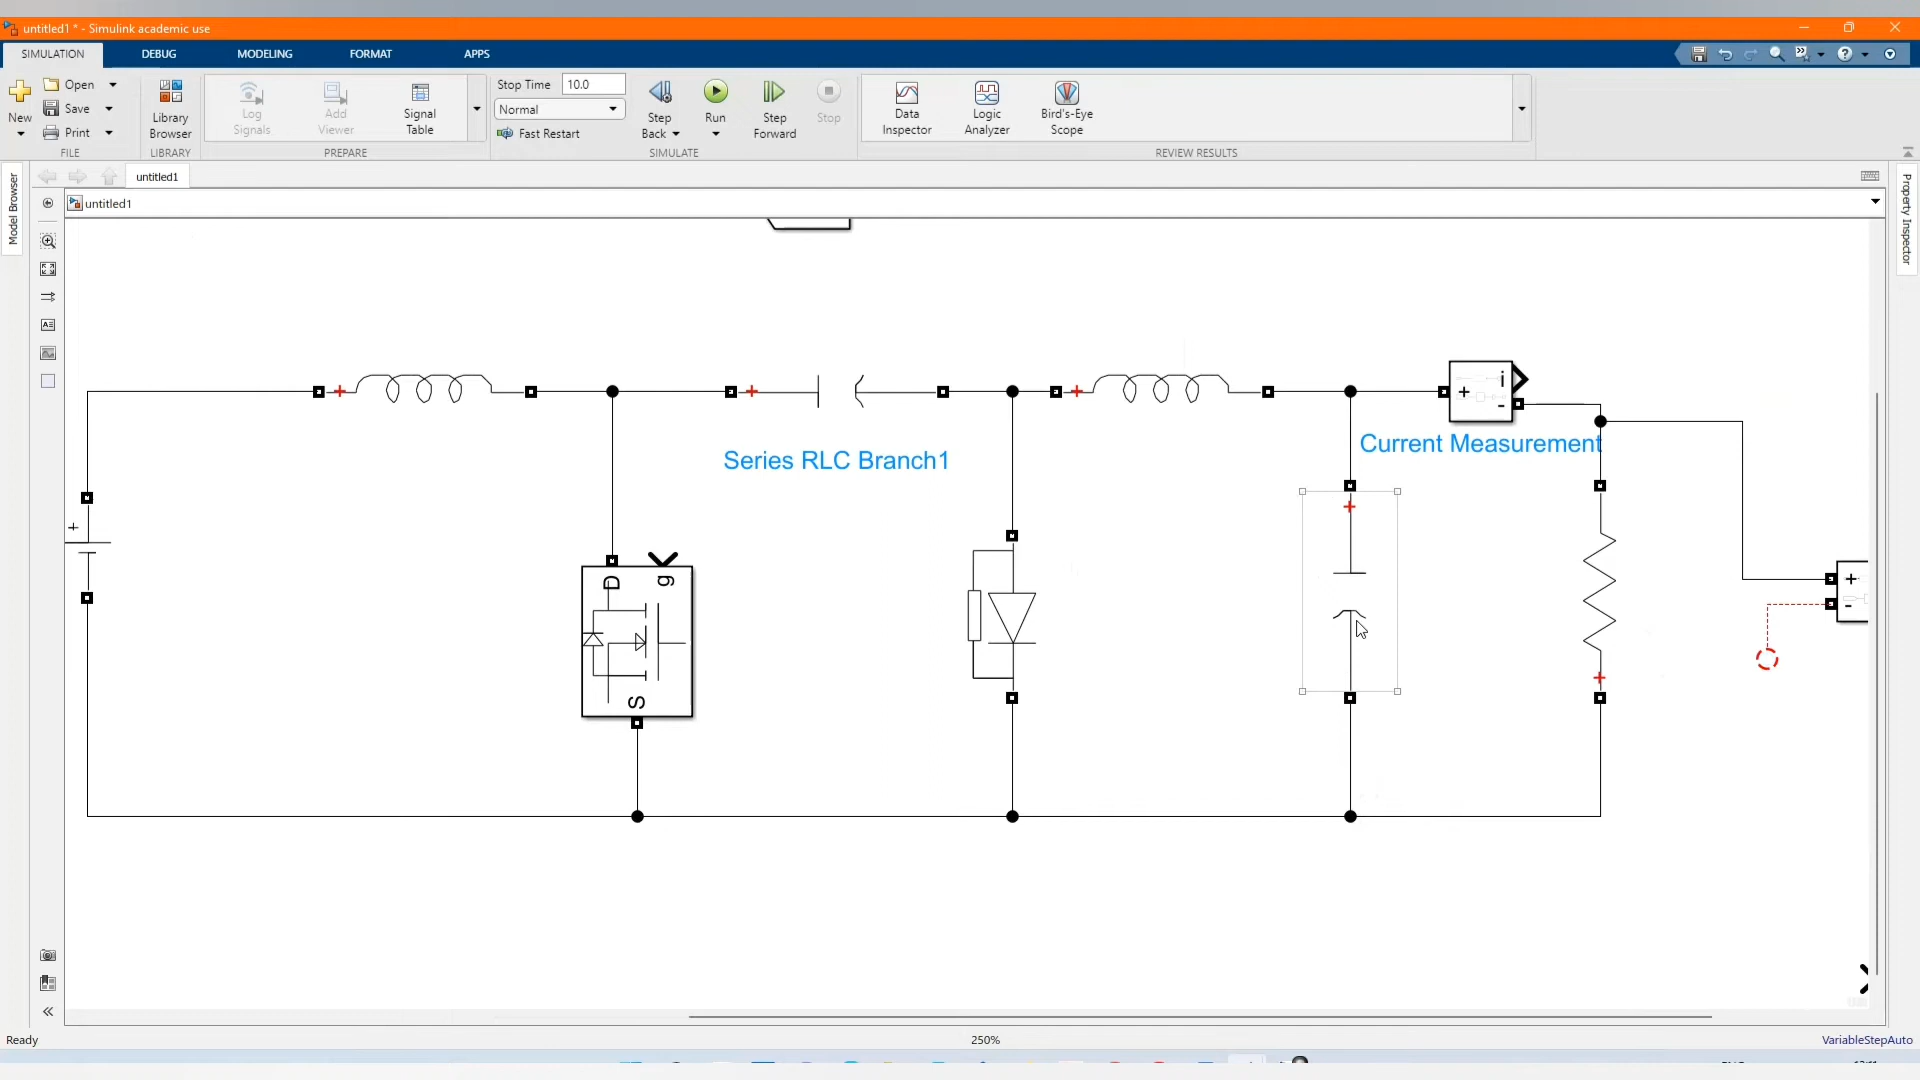 untitled1 * - Simulink academic use
SIMULATION DEBUG MODELING FORMAT APPS
New
Open
Save
Print
FILE
Library Browser
LIBRARY
Log Signals
Add Viewer
Signal Table
PREPARE
Stop Time 10.0
Normal
Fast Restart
Step Back
Run
Step Forward
Stop
SIMULATE
Data Inspector
Logic Analyzer
Bird's-Eye Scope
REVIEW RESULTS
Model Browser
untitled1
untitled1
Property Inspector
i
+
-
Current Measurement
Series RLC Branch1
+
D
g
S
+
-
Ready
250%
VariableStepAuto